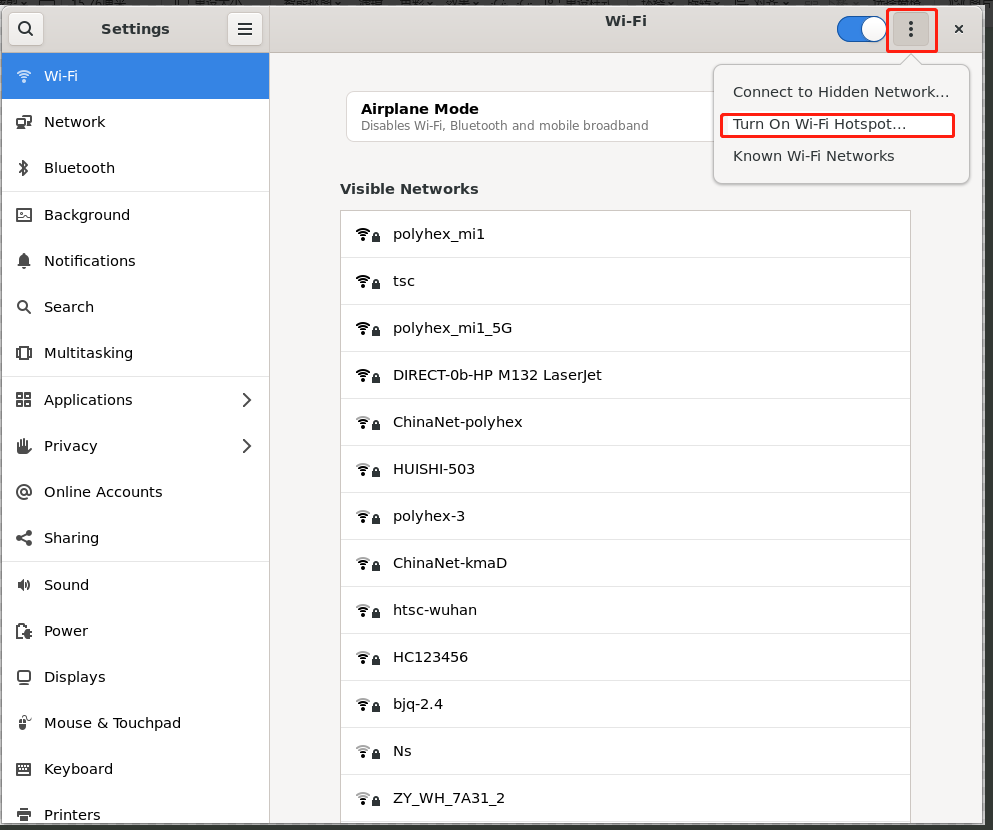 Settings
Wi-Fi
Wi-Fi
Network
Bluetooth
Background
Notifications
Search
Multitasking
Applications
Privacy
Online Accounts
Sharing
Sound
Power
Displays
Mouse & Touchpad
Keyboard
Printers
Connect to Hidden Network...
Turn On Wi-Fi Hotspot...
Known Wi-Fi Networks
Airplane Mode
Disables Wi-Fi, Bluetooth and mobile broadband
Visible Networks
polyhex_mi1
tsc
polyhex_mi1_5G
DIRECT-0b-HP M132 LaserJet
ChinaNet-polyhex
HUISHI-503
polyhex-3
ChinaNet-kmaD
htsc-wuhan
HC123456
bjq-2.4
Ns
ZY_WH_7A31_2